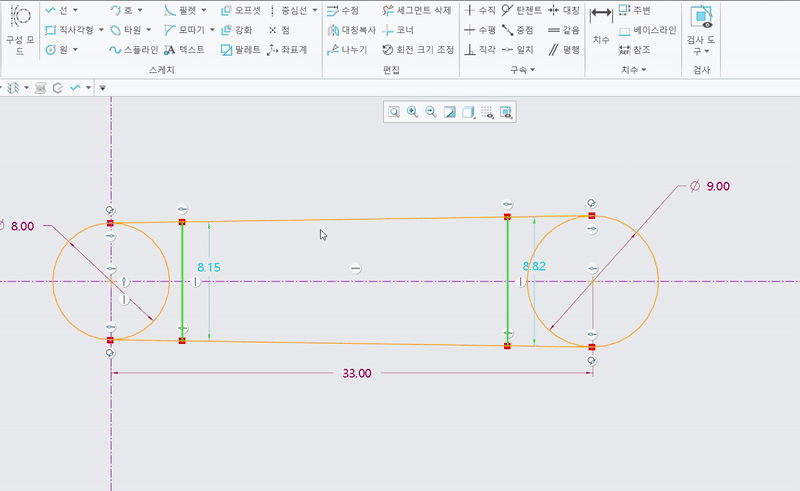 선 호 필렛 오프셋 중심선 수정 세그먼트 삭제 수직 탄젠트 대칭 주변
직사각형 타원 모따기 강화 점 대칭복사 코너 수평 중점 같음 베이스라인
원 스플라인 텍스트 팔레트 좌표계 나누기 회전 크기 조정 직각 일치 평행 참조
구성 모드
치수
검사 도구
스케치 편집 구속 치수 검사
Ø 9.00
Ø 8.00
8.15
8.82
33.00